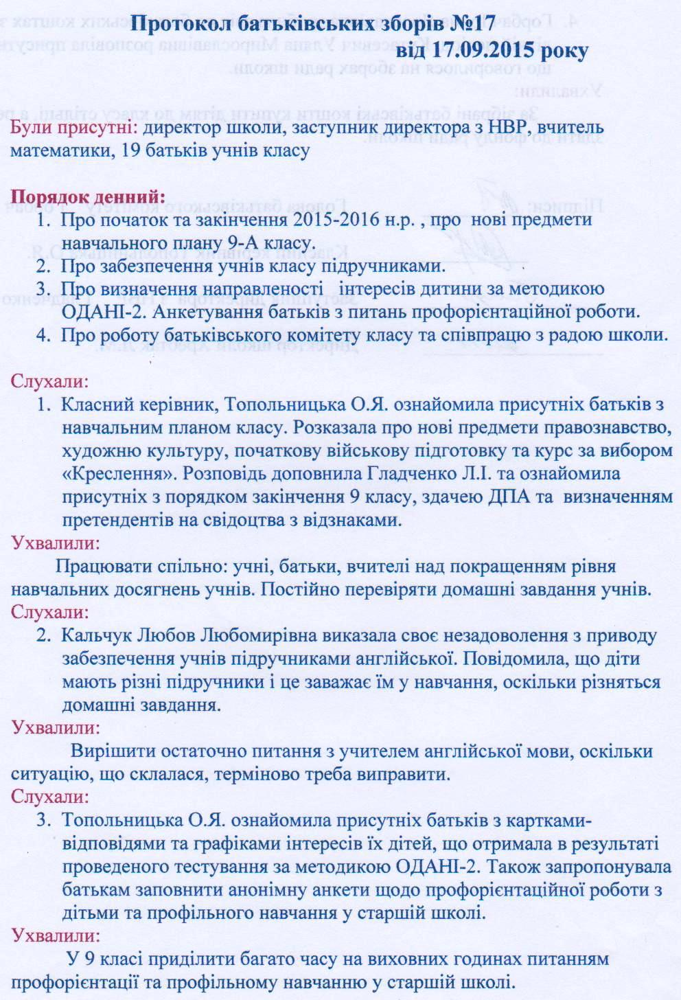 Протокол батьківських зборів №17
від 17.09.2015 року
Були присутні: директор школи, заступник директора з НВР, вчитель
математики, 19 батьків учнів класу
Порядок денний:
1. Про початок та закінчення 2015-2016 н.р. , про нові предмети
навчального плану 9-А класу.
2. Про забезпечення учнів класу підручниками.
3. Про визначення направленості інтересів дитини за методикою
ОДАНІ-2. Анкетування батьків з питань профорієнтаційної роботи.
4. Про роботу батьківського комітету класу та співпрацю з радою школи.
Слухали:
1. Класний керівник, Топольницька О.Я. ознайомила присутніх батьків з
навчальним планом класу. Розказала про нові предмети правознавство,
художню культуру, початкову військову підготовку та курс за вибором
«Креслення». Розповідь доповнила Гладченко Л.І. та ознайомила
присутніх з порядком закінчення 9 класу, здачею ДПА та визначенням
претендентів на свідоцтва з відзнаками.
Ухвалили:
Працювати спільно: учні, батьки, вчителі над покращенням рівня
навчальних досягнень учнів. Постійно перевіряти домашні завдання учнів.
Слухали:
2. Кальчук Любов Любомирівна виказала своє незадоволення з приводу
забезпечення учнів підручниками англійської. Повідомила, що діти
мають різні підручники і це заважає їм у навчання, оскільки різняться
домашні завдання.
Ухвалили:
Вирішити остаточно питання з учителем англійської мови, оскільки
ситуацію, що склалася, терміново треба виправити.
Слухали:
3. Топольницька О.Я. ознайомила присутніх батьків з картками-
відповідями та графіками інтересів їх дітей, що отримала в результаті
проведеного тестування за методикою ОДАНІ-2. Також запропонувала
батькам заповнити анонімну анкети щодо профорієнтаційної роботи з
дітьми та профільного навчання у старшій школі.
Ухвалили:
У 9 класі приділити багато часу на виховних годинах питанням
профорієнтації та профільному навчанню у старшій школі.